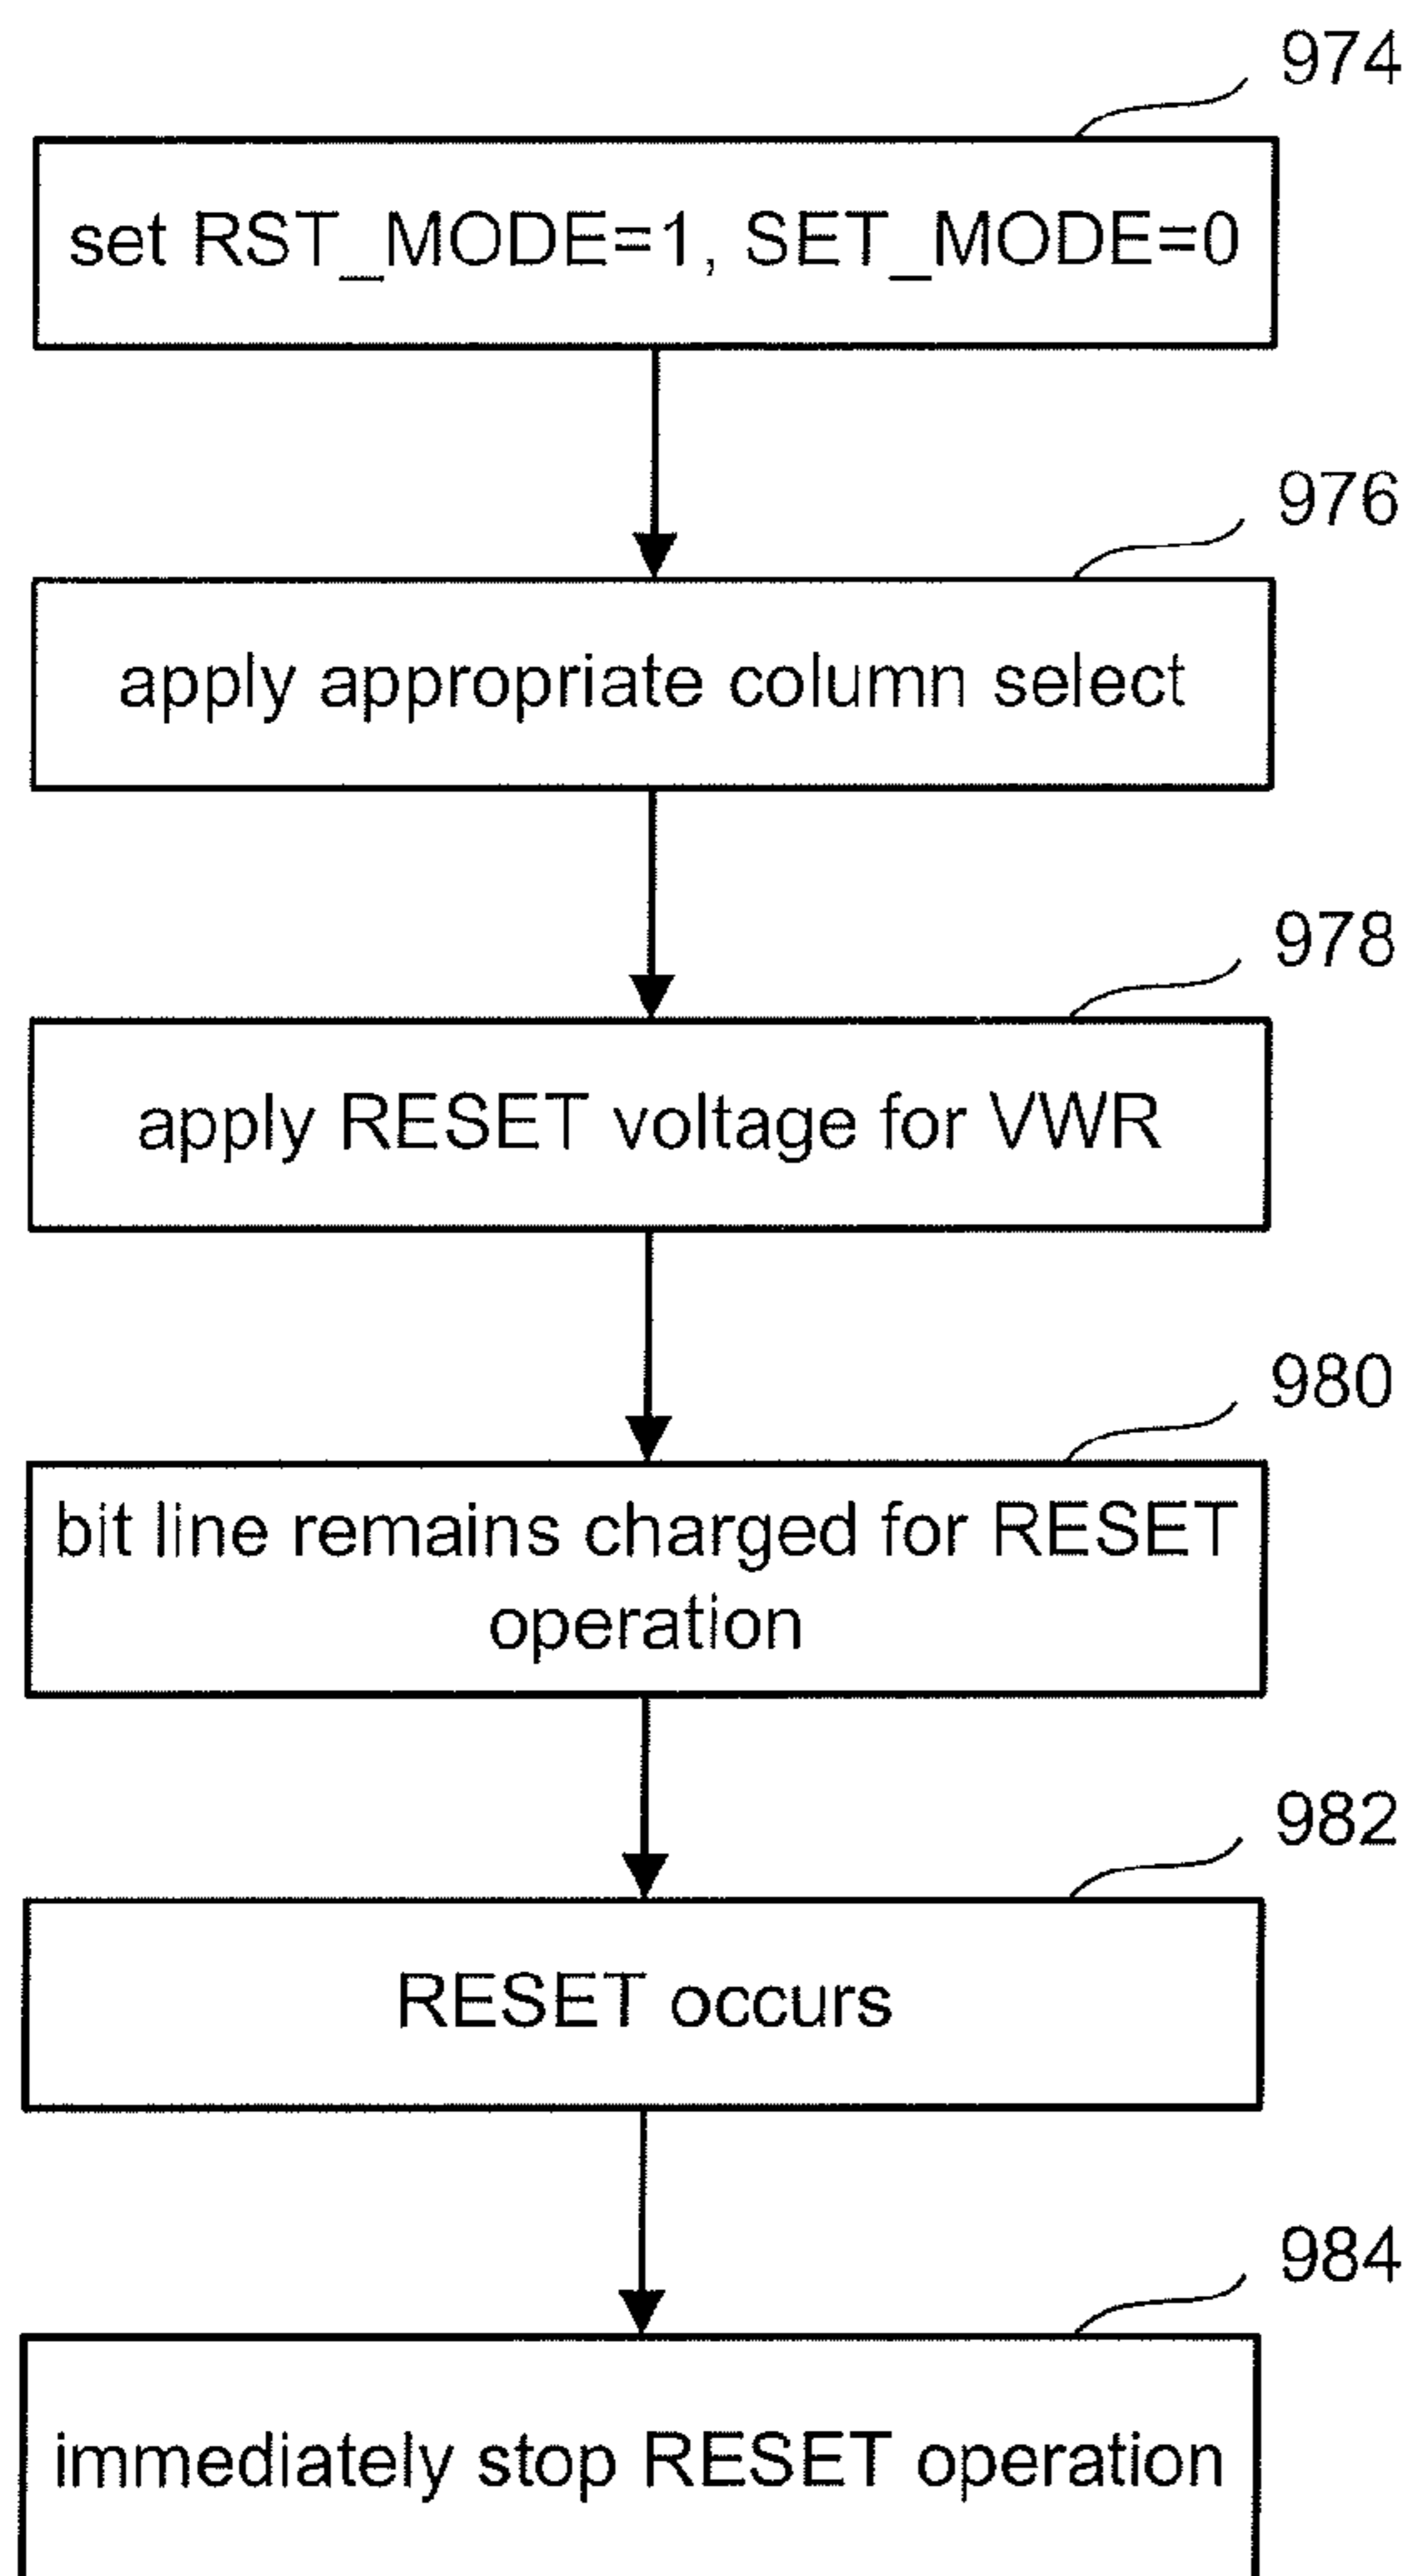 974
set RST_MODE=1, SET_MODE=0
976
apply appropriate column select
978
apply RESET voltage for VWR
980
bit line remains charged for RESET
operation
982
RESET occurs
984
immediately stop RESET operation